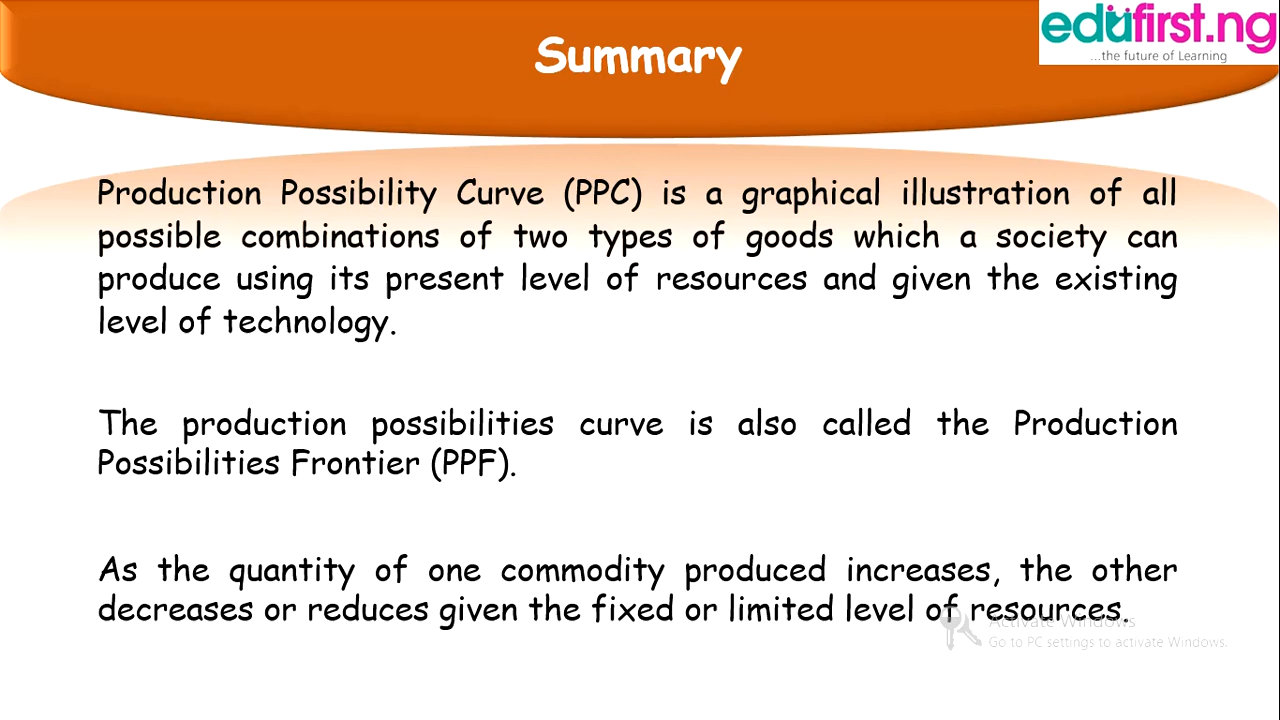 edufirst.ng
...the future of Learning
Summary
Production Possibility Curve (PPC) is a graphical illustration of all
possible combinations of two types of goods which a society can
produce using its present level of resources and given the existing
level of technology.
The production possibilities curve is also called the Production
Possibilities Frontier (PPF).
As the quantity of one commodity produced increases, the other
decreases or reduces given the fixed or limited level of resources.
Activate Windows
Go to PC settings to activate Windows.